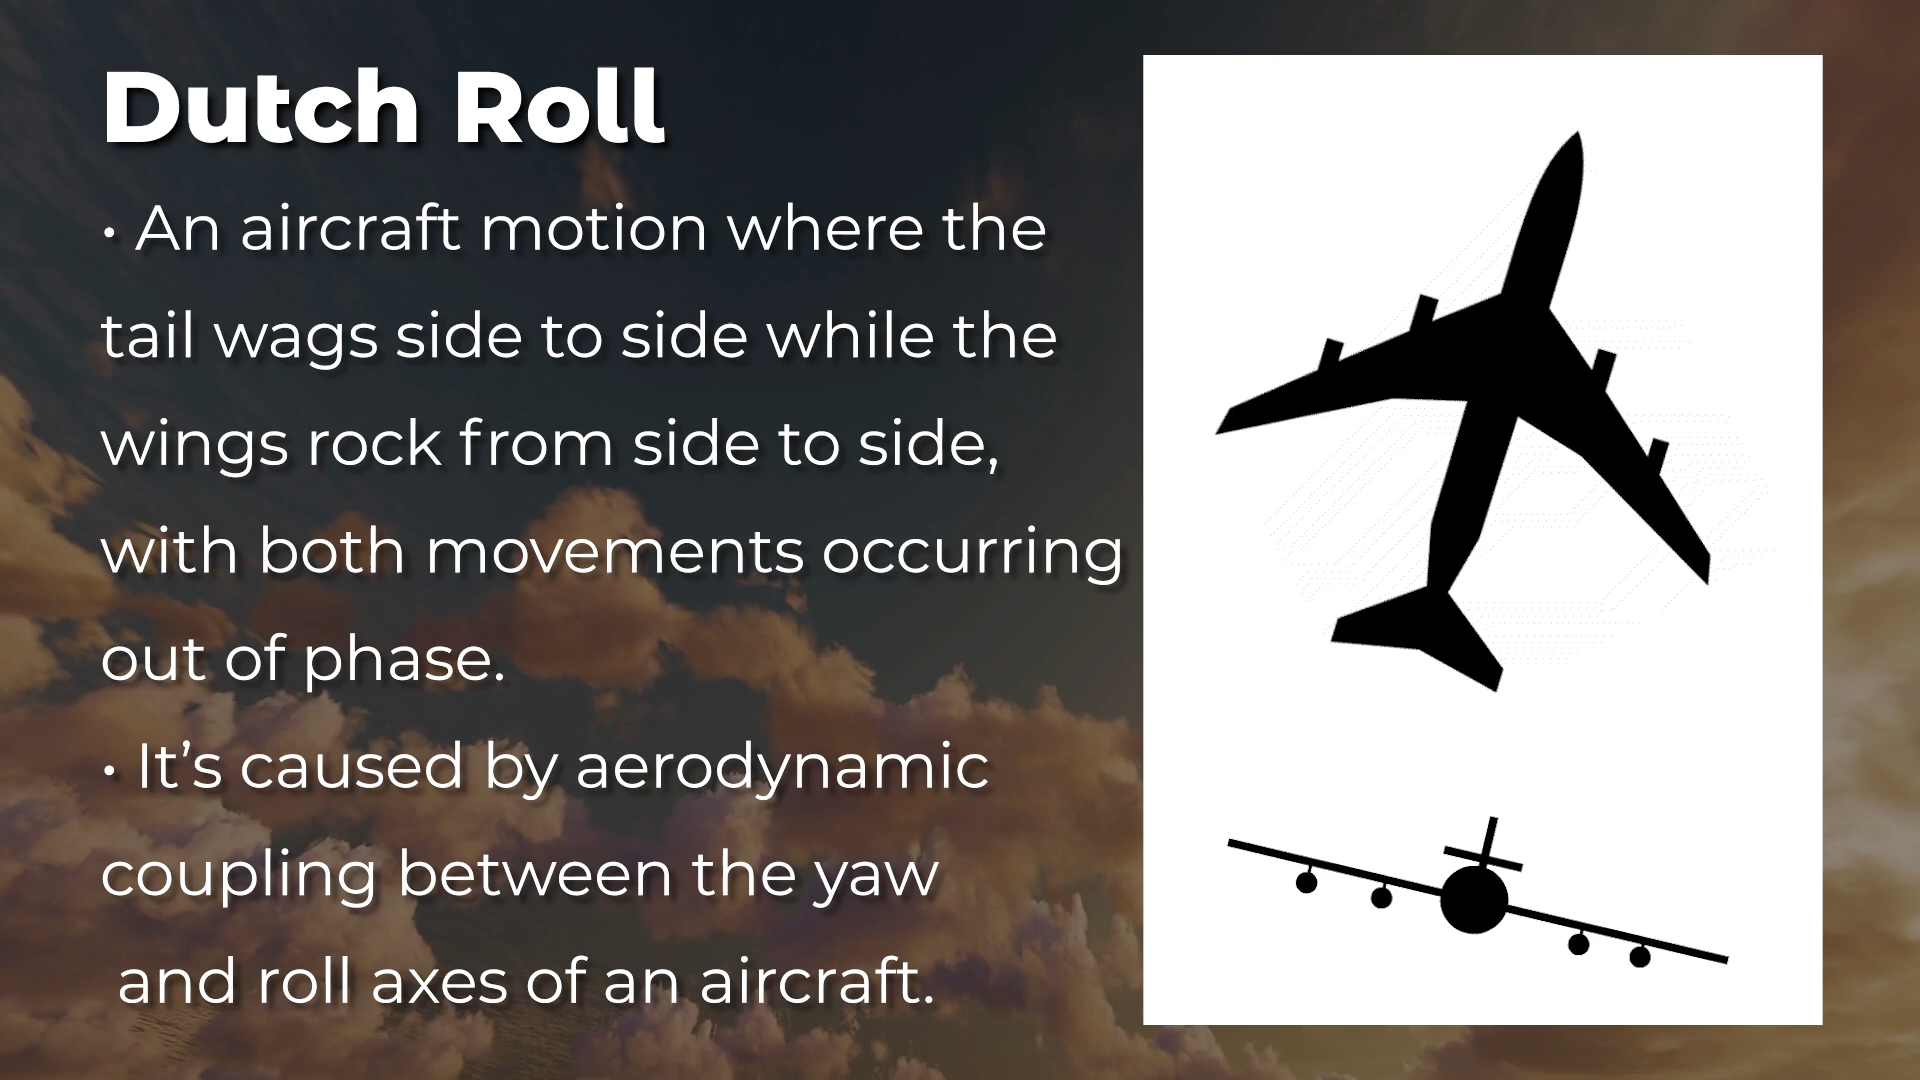 Dutch Roll
· An aircraft motion where the
tail wags side to side while the
wings rock from side to side,
with both movements occurring
out of phase.
· It’s caused by aerodynamic
coupling between the yaw
and roll axes of an aircraft.